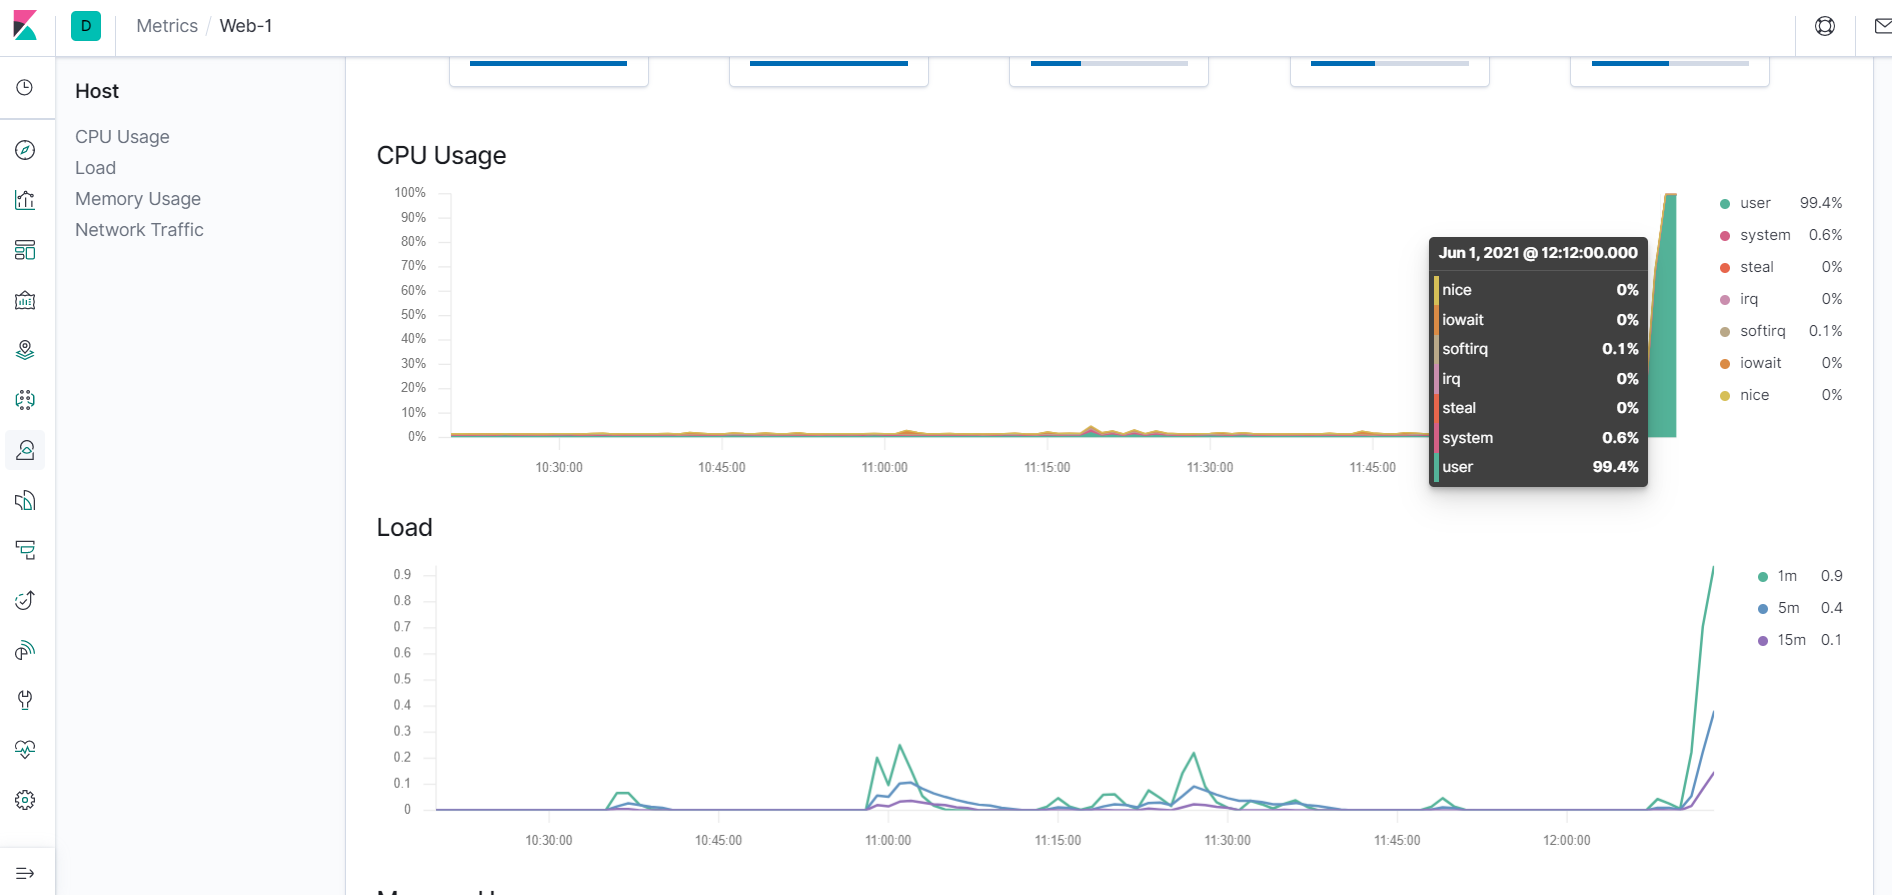 D Metrics / Web-1
Host
CPU Usage
Load
Memory Usage
Network Traffic
CPU Usage
100%
90%
80%
70%
60%
50%
40%
30%
20%
10%
0%
10:30:00 10:45:00 11:00:00 11:15:00 11:30:00 11:45:00
user 99.4%
system 0.6%
steal 0%
irq 0%
softirq 0.1%
iowait 0%
nice 0%
Jun 1, 2021 @ 12:12:00.000
nice 0%
iowait 0%
softirq 0.1%
irq 0%
steal 0%
system 0.6%
user 99.4%
Load
0.9
0.8
0.7
0.6
0.5
0.4
0.3
0.2
0.1
0
10:30:00 10:45:00 11:00:00 11:15:00 11:30:00 11:45:00 12:00:00
1m 0.9
5m 0.4
15m 0.1